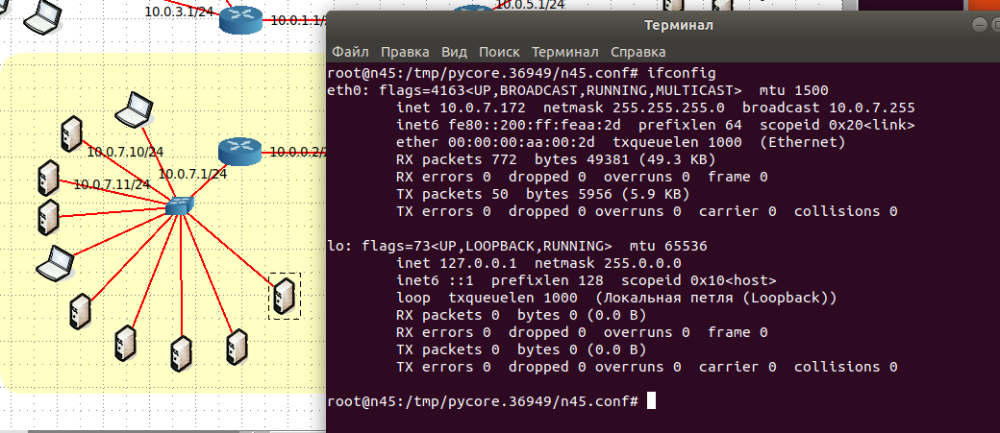 10.0.3.1/24
10.0.1.1/
10.0.5.1/24
10.0.7.10/24
10.0.7.11/24
10.0.7.1/24
10.0.0.2/
Терминал
Файл Правка Вид Поиск Терминал Справка
root@n45:/tmp/pycore.36949/n45.conf# ifconfig
eth0: flags=4163<UP,BROADCAST,RUNNING,MULTICAST>  mtu 1500
        inet 10.0.7.172  netmask 255.255.255.0  broadcast 10.0.7.255
        inet6 fe80::200:ff:feaa:2d  prefixlen 64  scopeid 0x20<link>
        ether 00:00:00:aa:00:2d  txqueuelen 1000  (Ethernet)
        RX packets 772  bytes 49381 (49.3 KB)
        RX errors 0  dropped 0  overruns 0  frame 0
        TX packets 50  bytes 5956 (5.9 KB)
        TX errors 0  dropped 0 overruns 0  carrier 0  collisions 0
lo: flags=73<UP,LOOPBACK,RUNNING>  mtu 65536
        inet 127.0.0.1  netmask 255.0.0.0
        inet6 ::1  prefixlen 128  scopeid 0x10<host>
        loop  txqueuelen 1000  (Локальная петля (Loopback))
        RX packets 0  bytes 0 (0.0 B)
        RX errors 0  dropped 0  overruns 0  frame 0
        TX packets 0  bytes 0 (0.0 B)
        TX errors 0  dropped 0 overruns 0  carrier 0  collisions 0
root@n45:/tmp/pycore.36949/n45.conf#